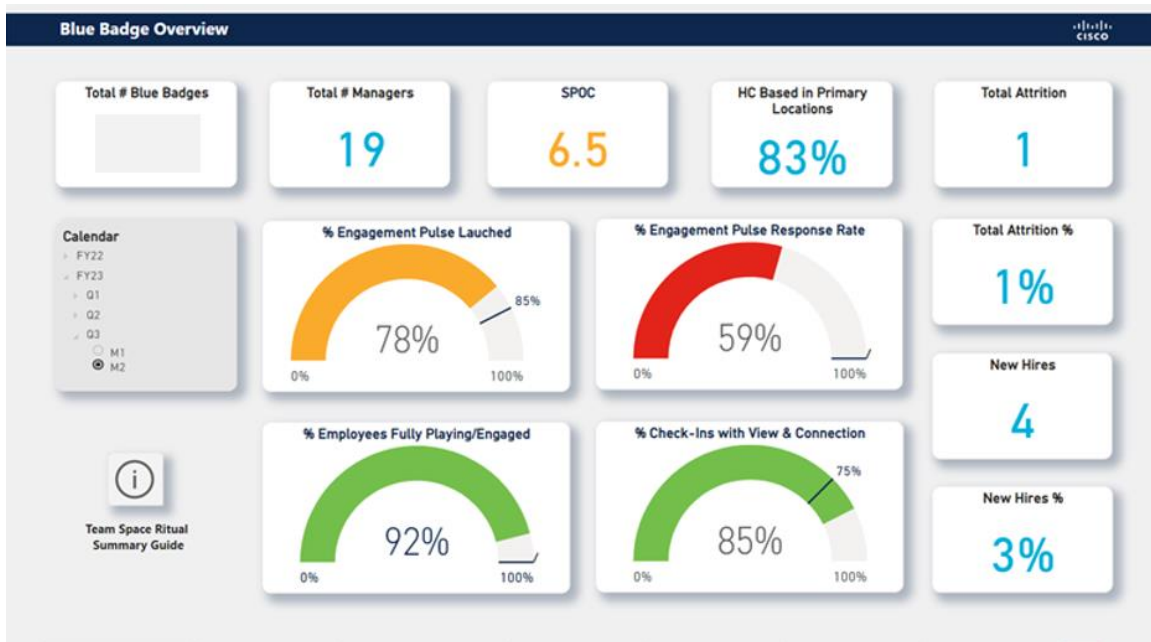 Blue Badge Overview
cisco
Total # Blue Badges
Total # Managers
19
SPOC
6.5
HC Based in Primary
Locations
83%
Total Attrition
1
Calendar
FY22
FY23
Q1
Q2
Q3
M1
M2
% Engagement Pulse Lauched
85%
78%
0%
100%
% Engagement Pulse Response Rate
59%
0%
100%
Total Attrition %
1%
New Hires
4
Team Space Ritual
Summary Guide
% Employees Fully Playing/Engaged
92%
0%
100%
% Check-Ins with View & Connection
75%
85%
0%
100%
New Hires %
3%